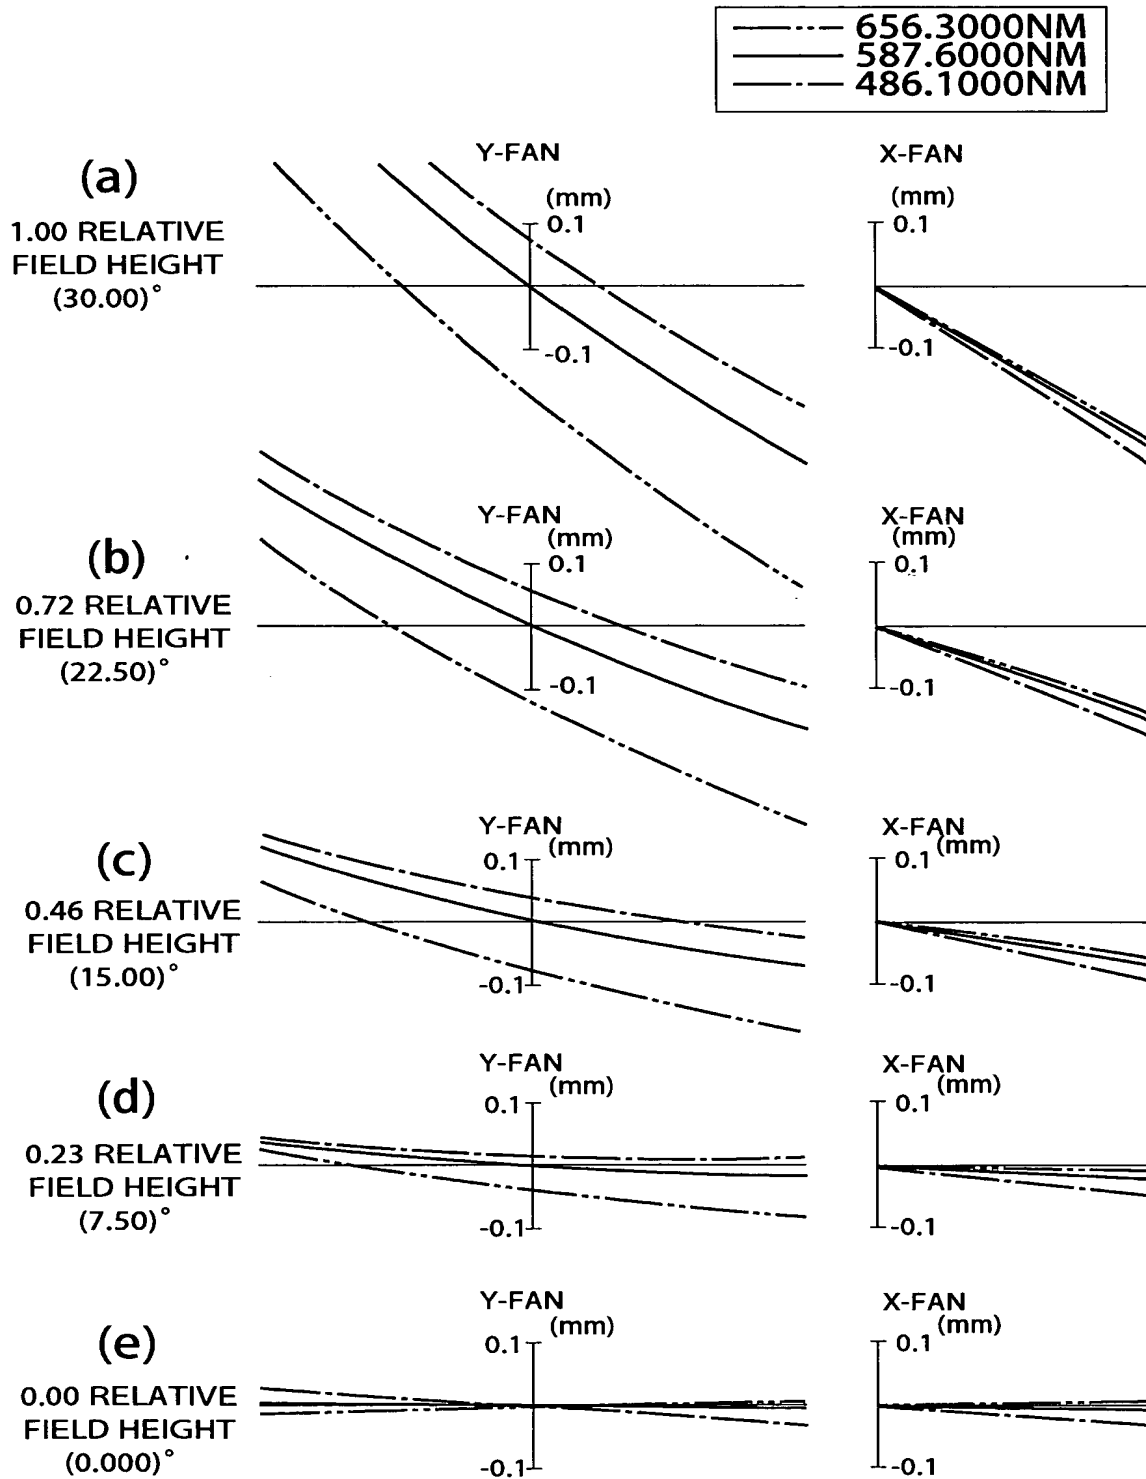 656.3000NM
587.6000NM
486.1000NM
(a)
1.00 RELATIVE
FIELD HEIGHT
(30.00)°
Y-FAN
(mm)
0.1
-0.1
X-FAN
(mm)
0.1
-0.1
(b)
0.72 RELATIVE
FIELD HEIGHT
(22.50)°
Y-FAN
(mm)
0.1
-0.1
X-FAN
(mm)
0.1
-0.1
(c)
0.46 RELATIVE
FIELD HEIGHT
(15.00)°
Y-FAN
(mm)
0.1
-0.1
X-FAN
(mm)
0.1
-0.1
(d)
0.23 RELATIVE
FIELD HEIGHT
(7.50)°
Y-FAN
(mm)
0.1
-0.1
X-FAN
(mm)
0.1
-0.1
(e)
0.00 RELATIVE
FIELD HEIGHT
(0.000)°
Y-FAN
(mm)
0.1
-0.1
X-FAN
(mm)
0.1
-0.1